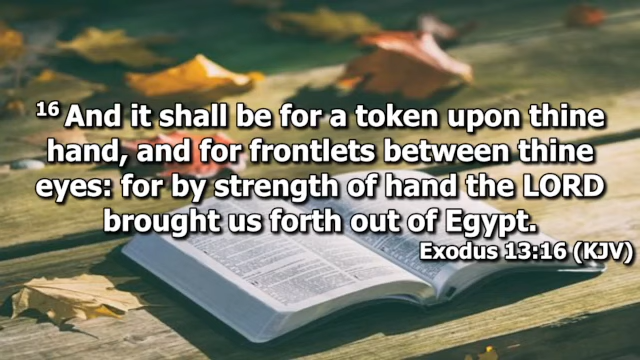 16 And it shall be for a token upon thine
hand, and for frontlets between thine
eyes: for by strength of hand the LORD
brought us forth out of Egypt.
Exodus 13:16 (KJV)